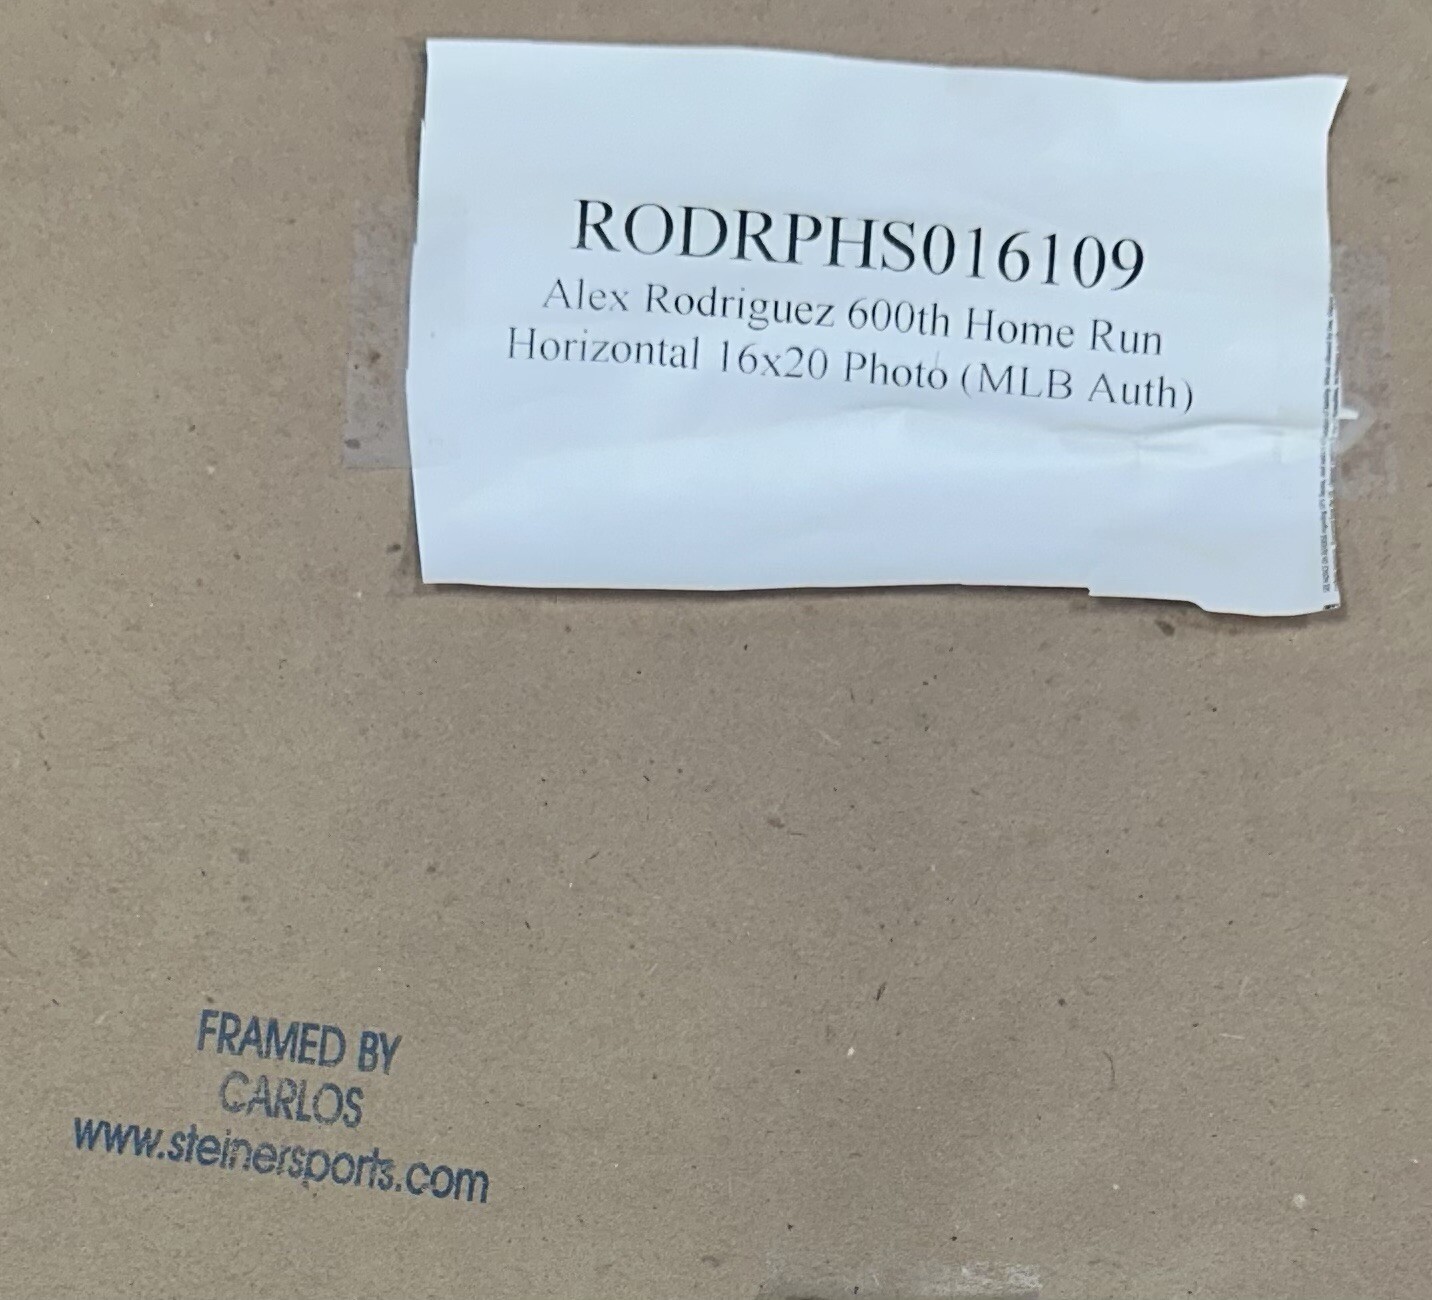 RODRPHS016109
Alex Rodriguez 600th Home Run
Horizontal 16x20 Photo (MLB Auth)
FRAMED BY
CARLOS
www.steinersports.com